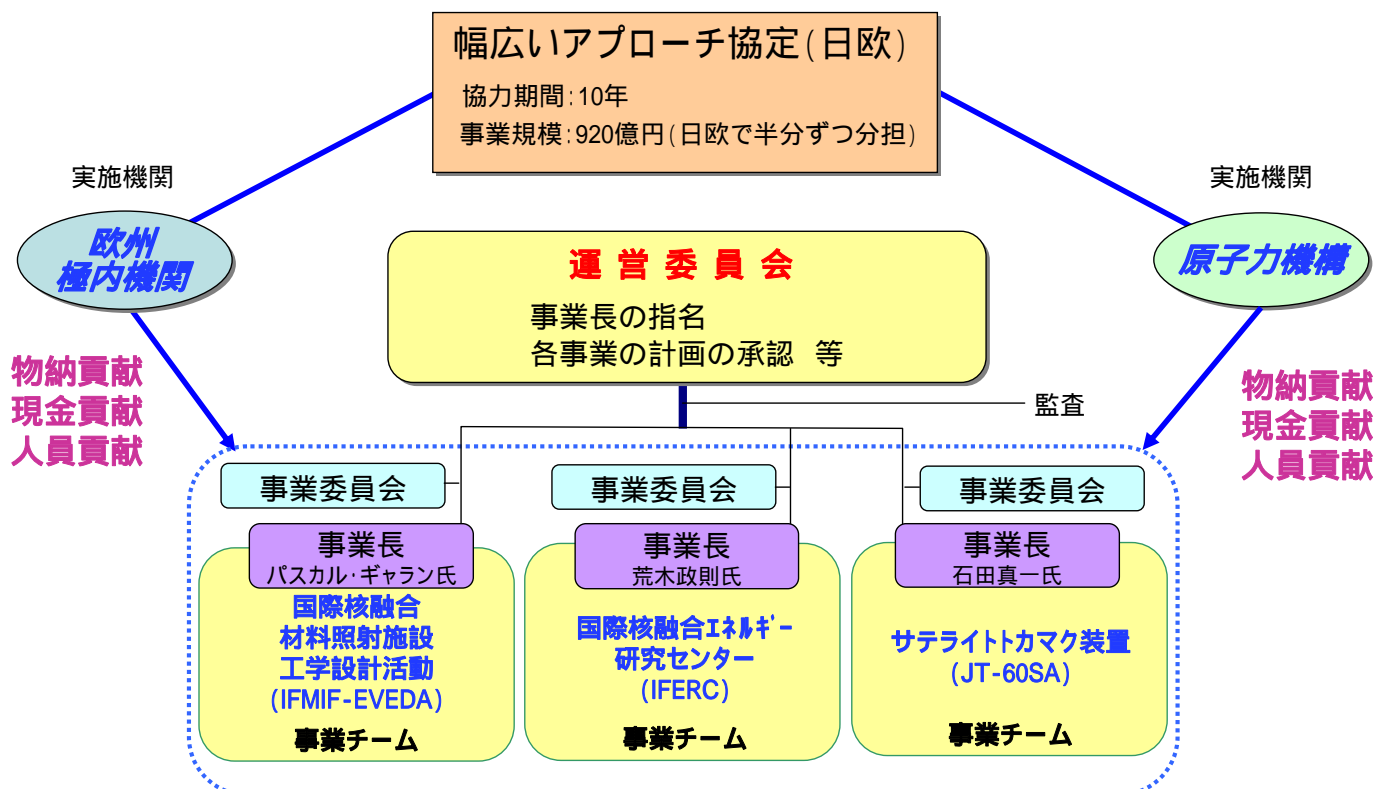 幅広いアプローチ協定(日欧)
協力期間:10年
事業規模:920億円(日欧で半分ずつ分担)
実施機関
欧州
極内機関
実施機関
原子力機構
運営委員会
事業長の指名
各事業の計画の承認 等
物納貢献
現金貢献
人員貢献
物納貢献
現金貢献
人員貢献
監査
事業委員会
事業委員会
事業委員会
事業長
パスカル・ギャラン氏
国際核融合
材料照射施設
工学設計活動
(IFMIF-EVEDA)
事業チーム
事業長
荒木政則氏
国際核融合エネルギー
研究センター
(IFERC)
事業チーム
事業長
石田真一氏
サテライトトカマク装置
(JT-60SA)
事業チーム